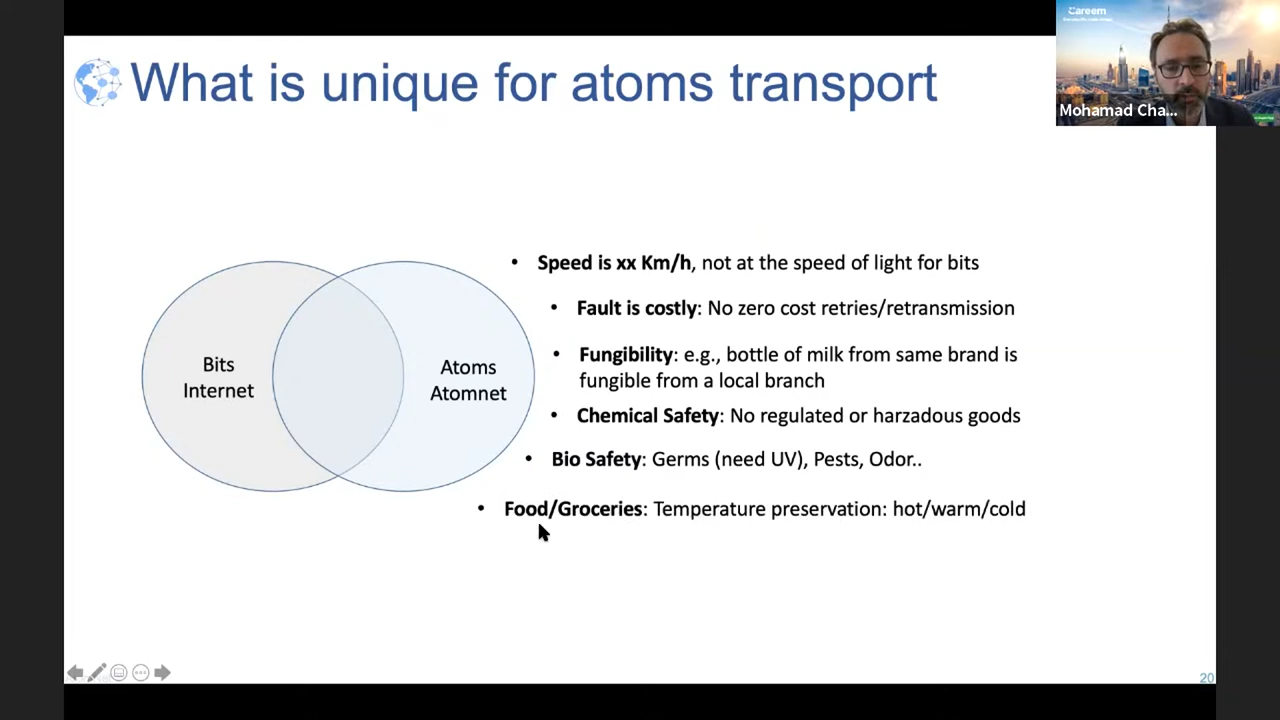 Careem
What is unique for atoms transport
Mohamad Cha...
• Speed is xx Km/h, not at the speed of light for bits
• Fault is costly: No zero cost retries/retransmission
• Fungibility: e.g., bottle of milk from same brand is
fungible from a local branch
Bits
Internet
Atoms
Atomnet
• Chemical Safety: No regulated or harzadous goods
• Bio Safety: Germs (need UV), Pests, Odor..
• Food/Groceries: Temperature preservation: hot/warm/cold
20